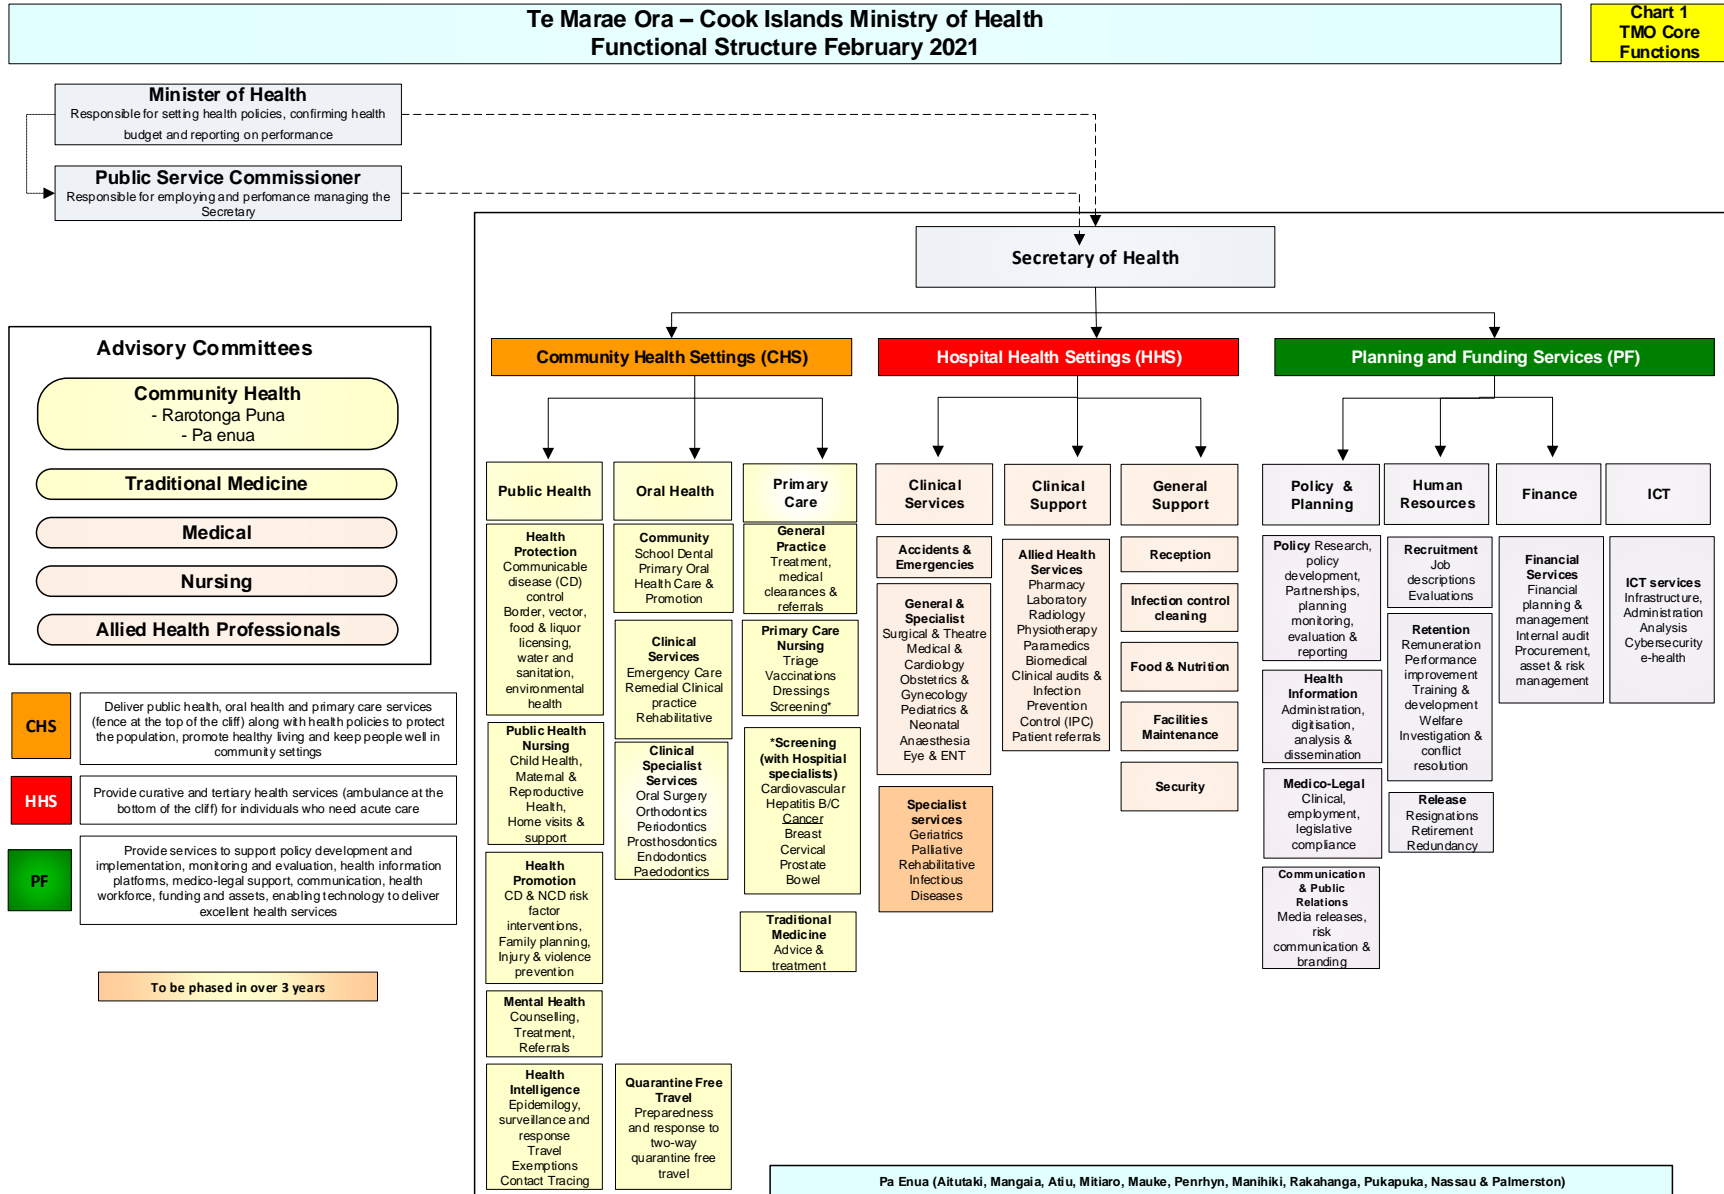 Te Marae Ora – Cook Islands Ministry of Health
Functional Structure February 2021
Chart 1
TMO Core
Functions
Minister of Health
Responsible for setting health policies, confirming health
budget and reporting on performance
Public Service Commissioner
Responsible for employing and perfomance managing the
Secretary
Secretary of Health
Advisory Committees
Community Health
- Rarotonga Puna
- Pa enua
Traditional Medicine
Medical
Nursing
Allied Health Professionals
CHS
Deliver public health, oral health and primary care services
(fence at the top of the cliff) along with health policies to protect
the population, promote healthy living and keep people well in
community settings
HHS
Provide curative and tertiary health services (ambulance at the
bottom of the cliff) for individuals who need acute care
PF
Provide services to support policy development and
implementation, monitoring and evaluation, health information
platforms, medico-legal support, communication, health
workforce, funding and assets, enabling technology to deliver
excellent health services
To be phased in over 3 years
Community Health Settings (CHS)
Public Health
Health
Protection
Communicable
disease (CD)
control
Border, vector,
food & liquor
licensing,
water and
sanitation,
environmental
health
Public Health
Nursing
Child Health,
Maternal &
Reproductive
Health,
Home visits &
support
Health
Promotion
CD & NCD risk
factor
interventions,
Family planning,
Injury & violence
prevention
Mental Health
Counselling,
Treatment,
Referrals
Health
Intelligence
Epidemilogy,
surveillance and
response
Travel
Exemptions
Contact Tracing
Oral Health
Community
School Dental
Primary Oral
Health Care &
Promotion
Clinical
Services
Emergency Care
Remedial Clinical
practice
Rehabilitative
Clinical
Specialist
Services
Oral Surgery
Orthodontics
Periodontics
Prosthosdontics
Endodontics
Paedodontics
Quarantine Free
Travel
Preparedness
and response to
two-way
quarantine free
travel
Primary
Care
General
Practice
Treatment,
medical
clearances &
referrals
Primary Care
Nursing
Triage
Vaccinations
Dressings
Screening*
*Screening
(with Hospitial
specialists)
Cardiovascular
Hepatitis B/C
Cancer
Breast
Cervical
Prostate
Bowel
Traditional
Medicine
Advice &
treatment
Hospital Health Settings (HHS)
Clinical
Services
Accidents &
Emergencies
General &
Specialist
Surgical & Theatre
Medical &
Cardiology
Obstetrics &
Gynecology
Pediatrics &
Neonatal
Anaesthesia
Eye & ENT
Specialist
services
Geriatrics
Palliative
Rehabilitative
Infectious
Diseases
Clinical
Support
Allied Health
Services
Pharmacy
Laboratory
Radiology
Physiotherapy
Paramedics
Biomedical
Clinical audits &
Infection
Prevention
Control (IPC)
Patient referrals
General
Support
Reception
Infection control
cleaning
Food & Nutrition
Facilities
Maintenance
Security
Planning and Funding Services (PF)
Policy &
Planning
Policy Research,
policy
development,
Partnerships,
planning
monitoring,
evaluation &
reporting
Health
Information
Administration,
digitisation,
analysis &
dissemination
Medico-Legal
Clinical,
employment,
legislative
compliance
Communication
& Public
Relations
Media releases,
risk
communication &
branding
Human
Resources
Recruitment
Job
descriptions
Evaluations
Retention
Remuneration
Performance
improvement
Training &
development
Welfare
Investigation &
conflict
resolution
Release
Resignations
Retirement
Redundancy
Finance
Financial
Services
Financial
planning &
management
Internal audit
Procurement,
asset & risk
management
ICT
ICT services
Infrastructure,
Administration
Analysis
Cybersecurity
e-health
Pa Enua (Aitutaki, Mangaia, Atiu, Mitiaro, Mauke, Penrhyn, Manihiki, Rakahanga, Pukapuka, Nassau & Palmerston)